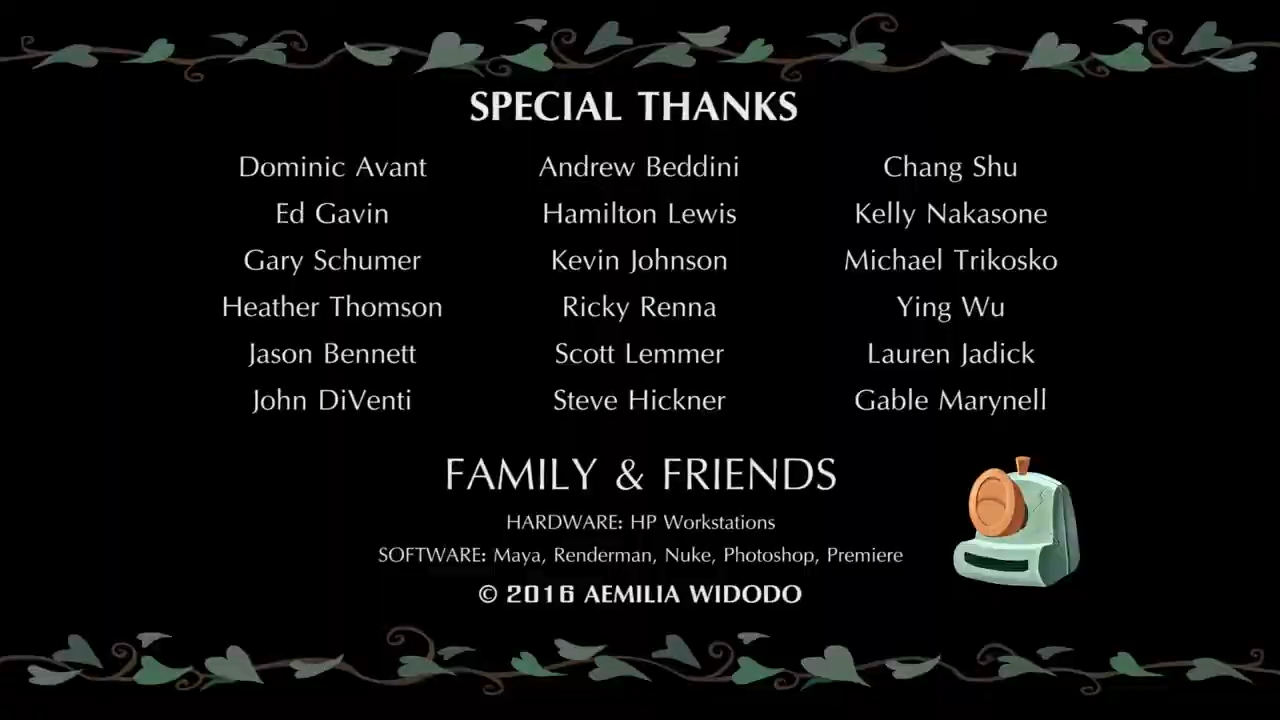 SPECIAL THANKS
Dominic Avant Andrew Beddini Chang Shu
Ed Gavin Hamilton Lewis Kelly Nakasone
Gary Schumer Kevin Johnson Michael Trikosko
Heather Thomson Ricky Renna Ying Wu
Jason Bennett Scott Lemmer Lauren Jadick
John DiVenti Steve Hickner Gable Marynell
FAMILY & FRIENDS
HARDWARE: HP Workstations
SOFTWARE: Maya, Renderman, Nuke, Photoshop, Premiere
© 2016 AEMILIA WIDODO